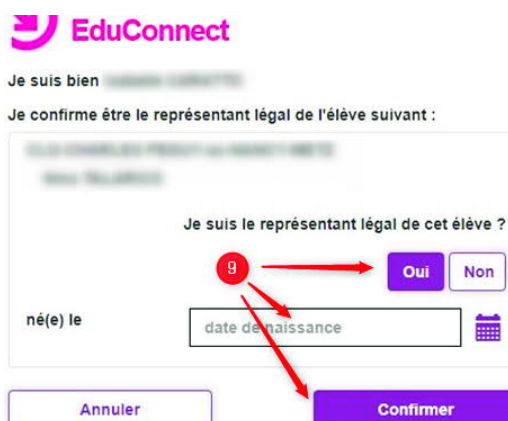 EduConnect
Je suis bien
Je confirme être le représentant légal de l'élève suivant :
Je suis le représentant légal de cet élève ?
9
Oui Non
né(e) le date de naissance
Annuler Confirmer